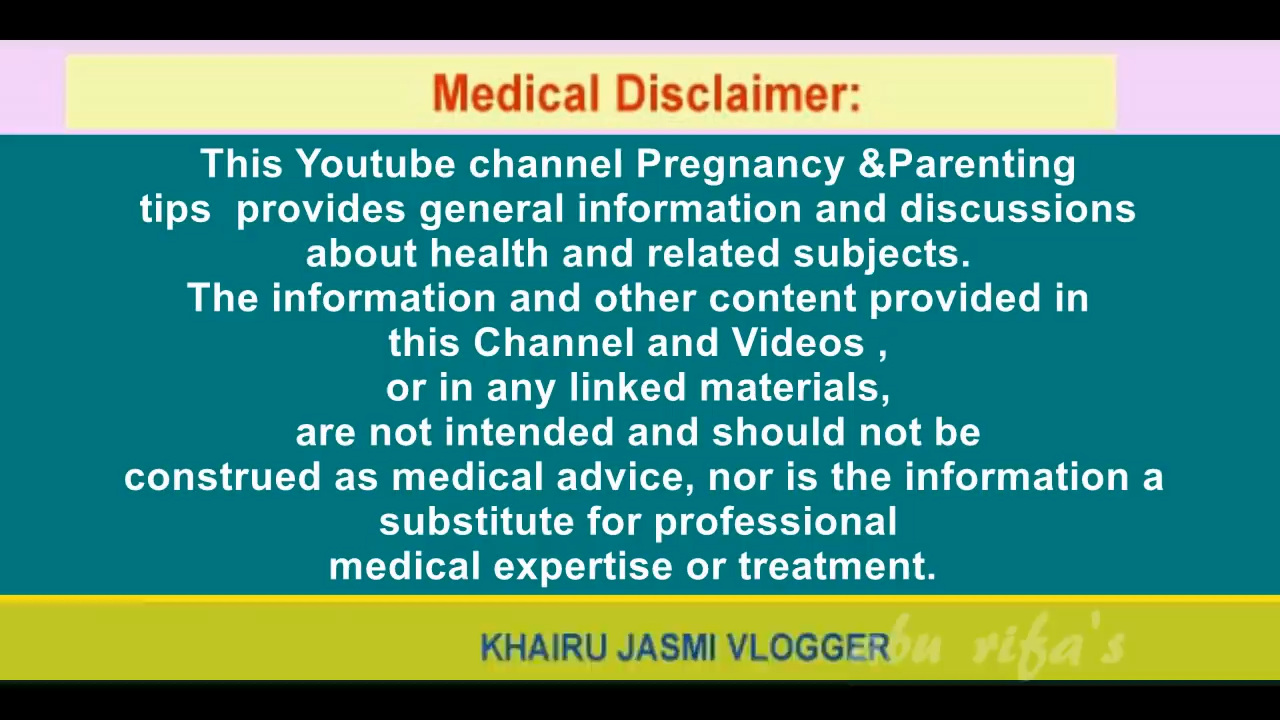 Medical Disclaimer:
This Youtube channel Pregnancy &Parenting
tips  provides general information and discussions
about health and related subjects.
The information and other content provided in
this Channel and Videos ,
or in any linked materials,
are not intended and should not be
construed as medical advice, nor is the information a
substitute for professional
medical expertise or treatment.
KHAIRU JASMI VLOGGER
abu rifa's